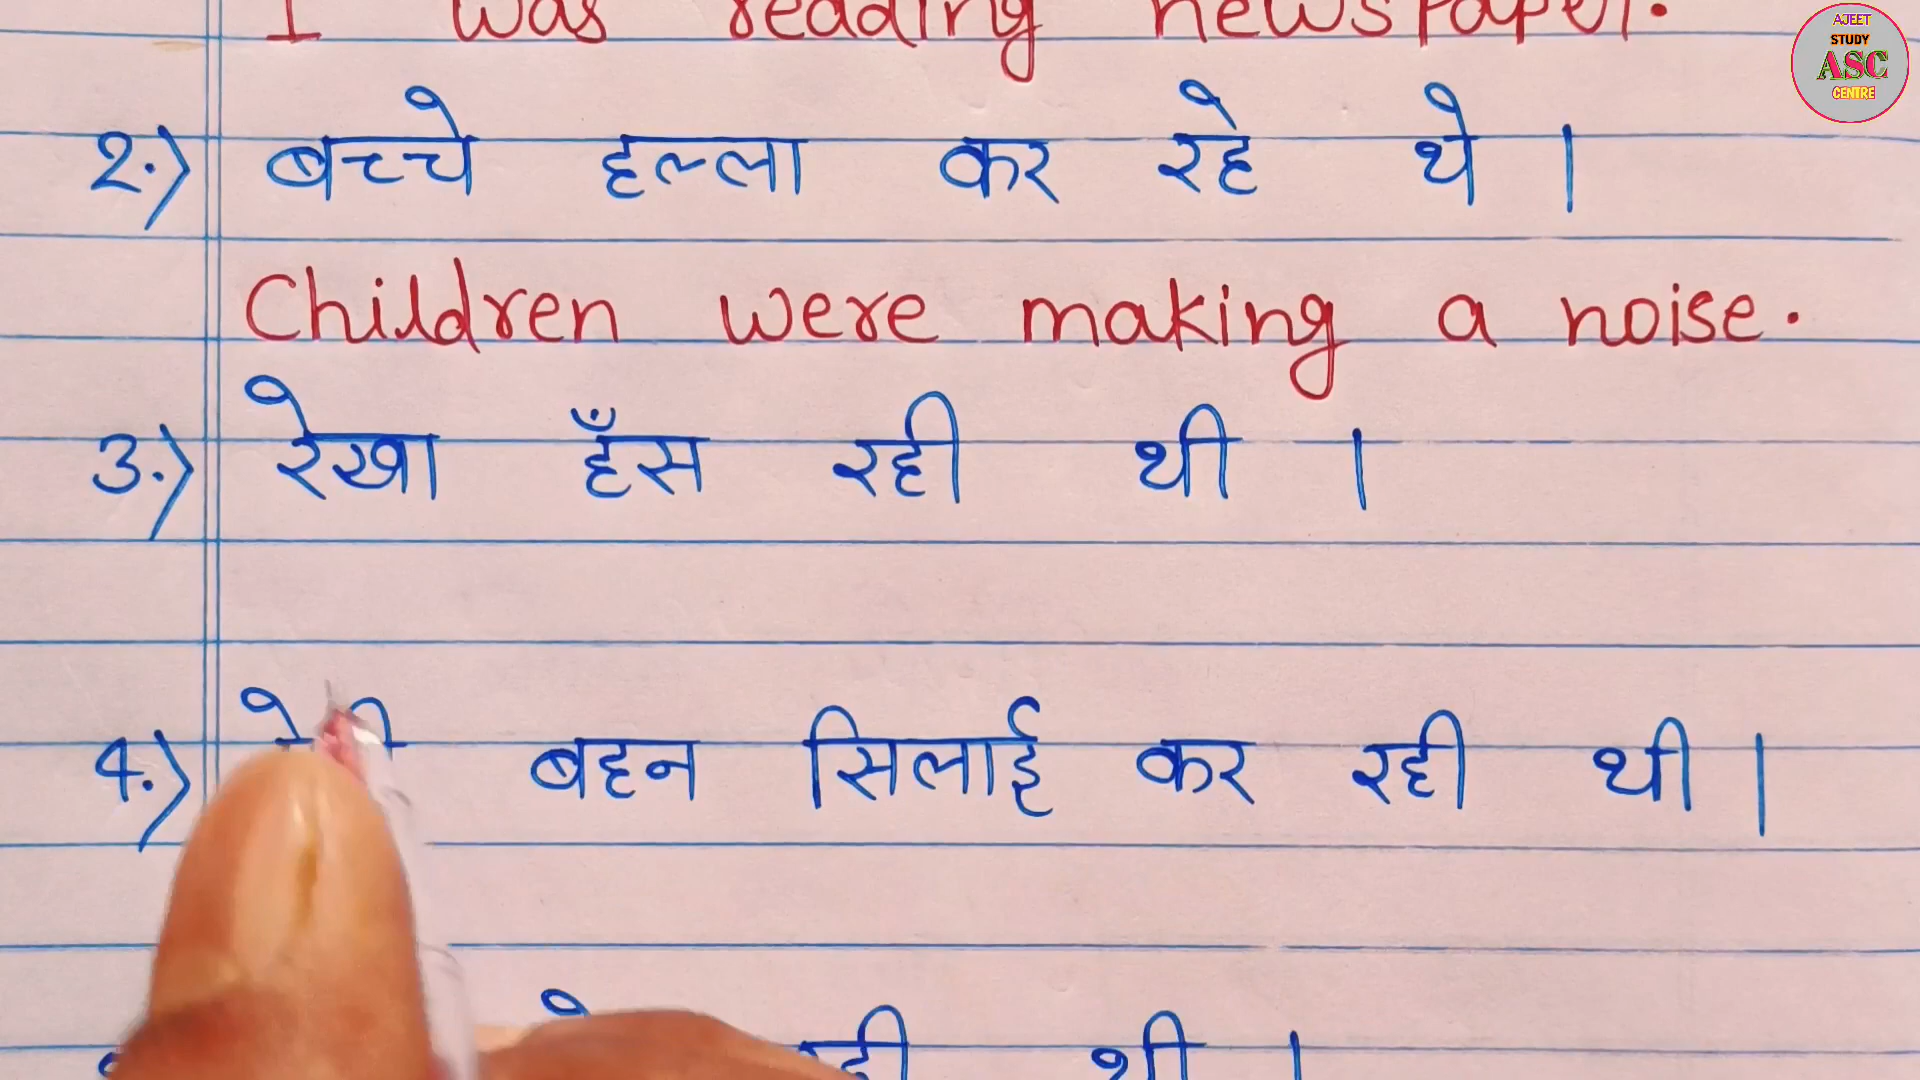 I was reading newspaper.
2.) बच्चे हल्ला कर रहे थे ।
Children were making a noise.
3.) रेखा हँस रही थी ।
4.) बहन सिलाई कर रही थी ।
रही थी ।
AJEET
STUDY
ASC
CENTRE